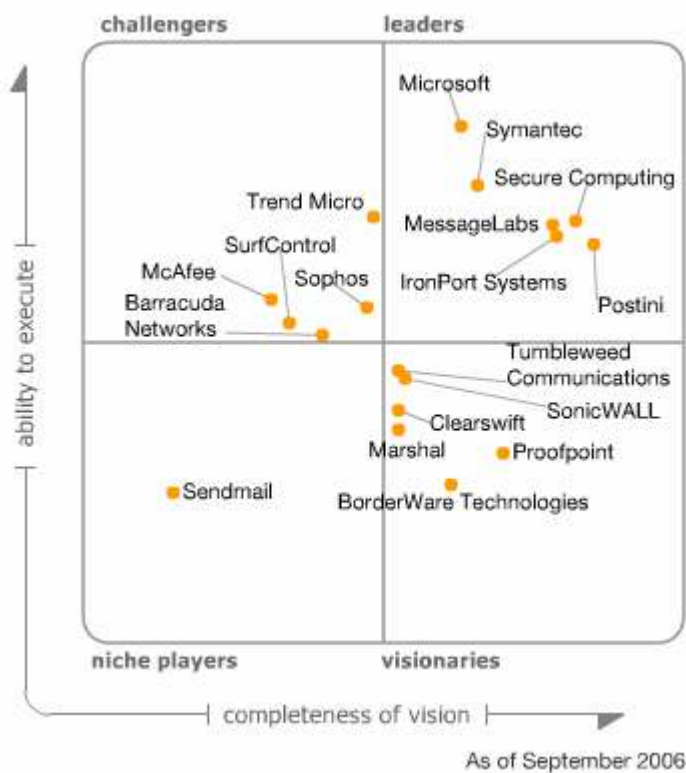 challengers
leaders
Microsoft
Symantec
Secure Computing
Trend Micro
MessageLabs
SurfControl
McAfee
Sophos
IronPort Systems
Barracuda
Networks
Postini
Tumbleweed
Communications
SonicWALL
Clearswift
Marshal
Proofpoint
Sendmail
BorderWare Technologies
niche players
visionaries
ability to execute
completeness of vision
As of September 2006